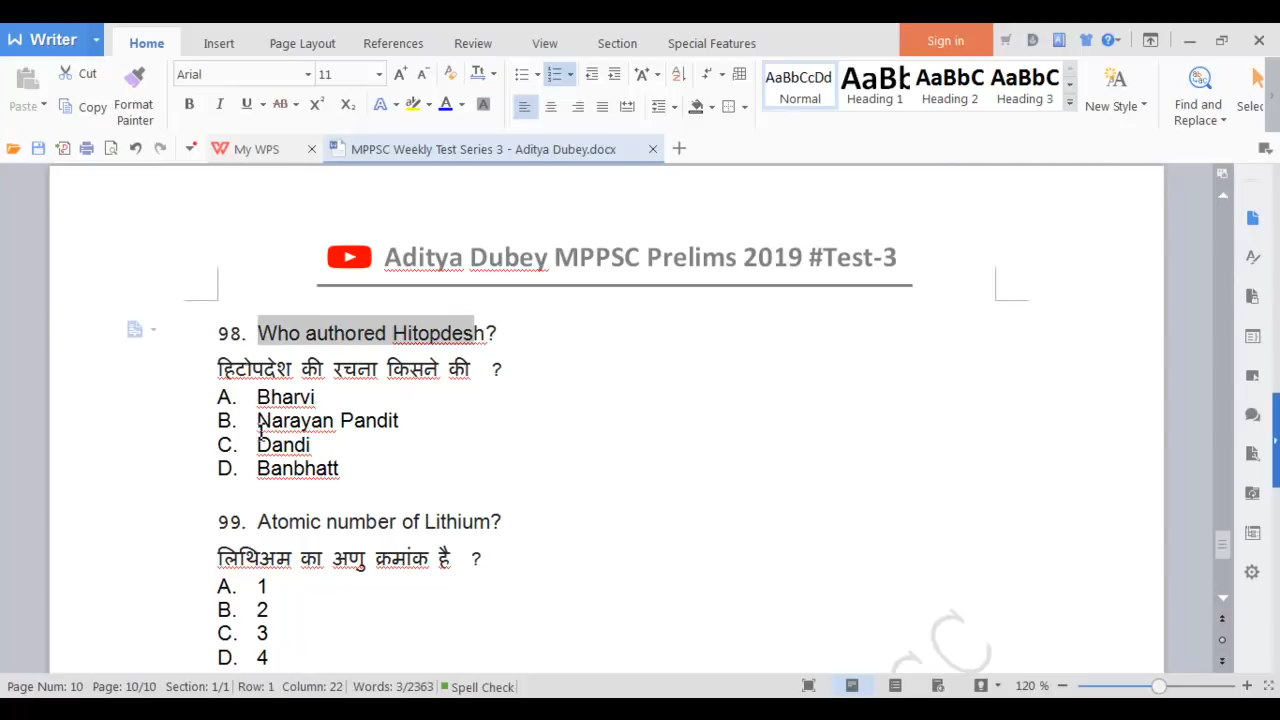 Writer
Home
Insert
Page Layout
References
Review
View
Section
Special Features
Sign in
Paste
Cut
Copy
Format
Painter
Arial
11
B I U AB X² X₂ A A A
AaBbCcDd
Normal
AaBb
Heading 1
AaBbC
Heading 2
AaBbC
Heading 3
New Style
Find and
Replace
Selec
My WPS
MPPSC Weekly Test Series 3 - Aditya Dubey.docx
Aditya Dubey MPPSC Prelims 2019 #Test-3
98. Who authored Hitopdesh?
हिटोपदेश की रचना किसने की ?
A. Bharvi
B. Narayan Pandit
C. Dandi
D. Banbhatt
99. Atomic number of Lithium?
लिथिअम का अणु क्रमांक है ?
A. 1
B. 2
C. 3
D. 4
SC
Page Num: 10 Page: 10/10 Section: 1/1 Row: 1 Column: 22 Words: 3/2363 Spell Check
120 %